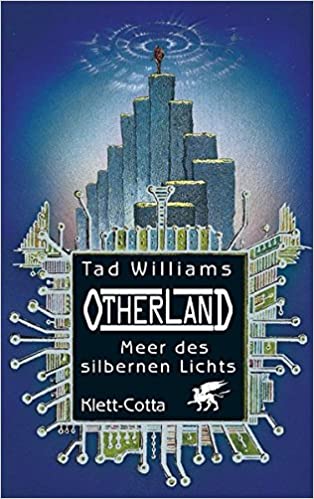 Tad Williams
OTHERLAND
Meer des
silbernen Lichts
Klett-Cotta